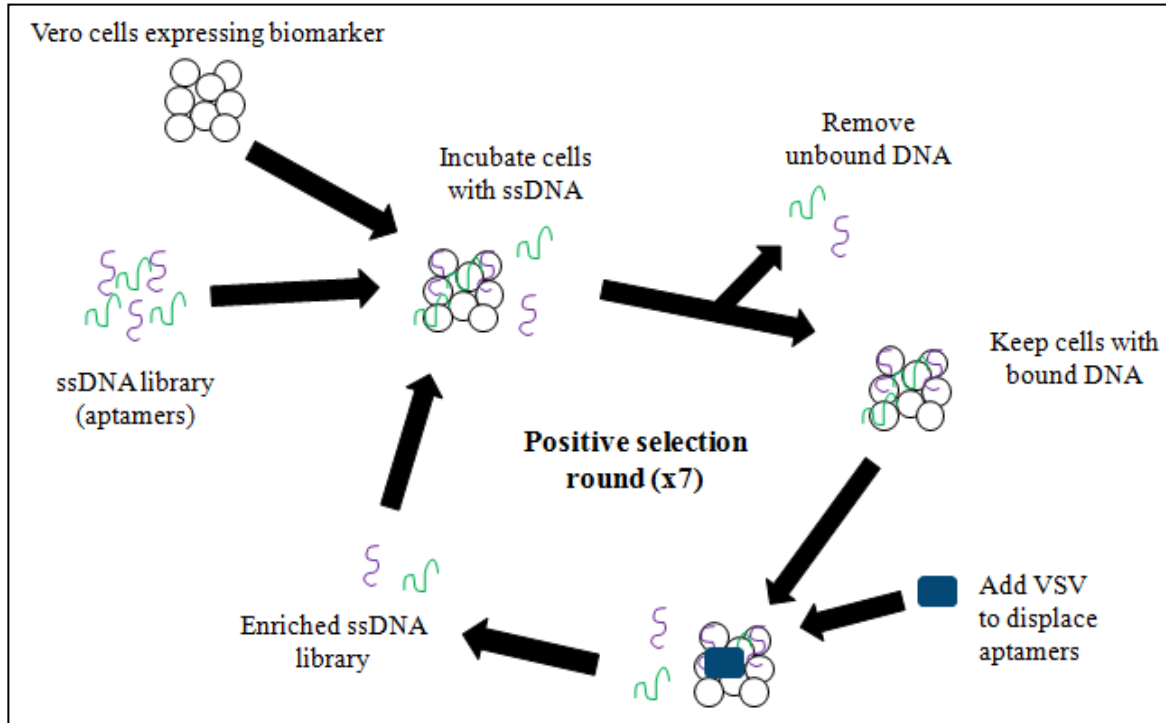 Vero cells expressing biomarker
Incubate cells
with ssDNA
Remove
unbound DNA
ssDNA library
(aptamers)
Keep cells with
bound DNA
Positive selection
round (x7)
Add VSV
to displace
aptamers
Enriched ssDNA
library